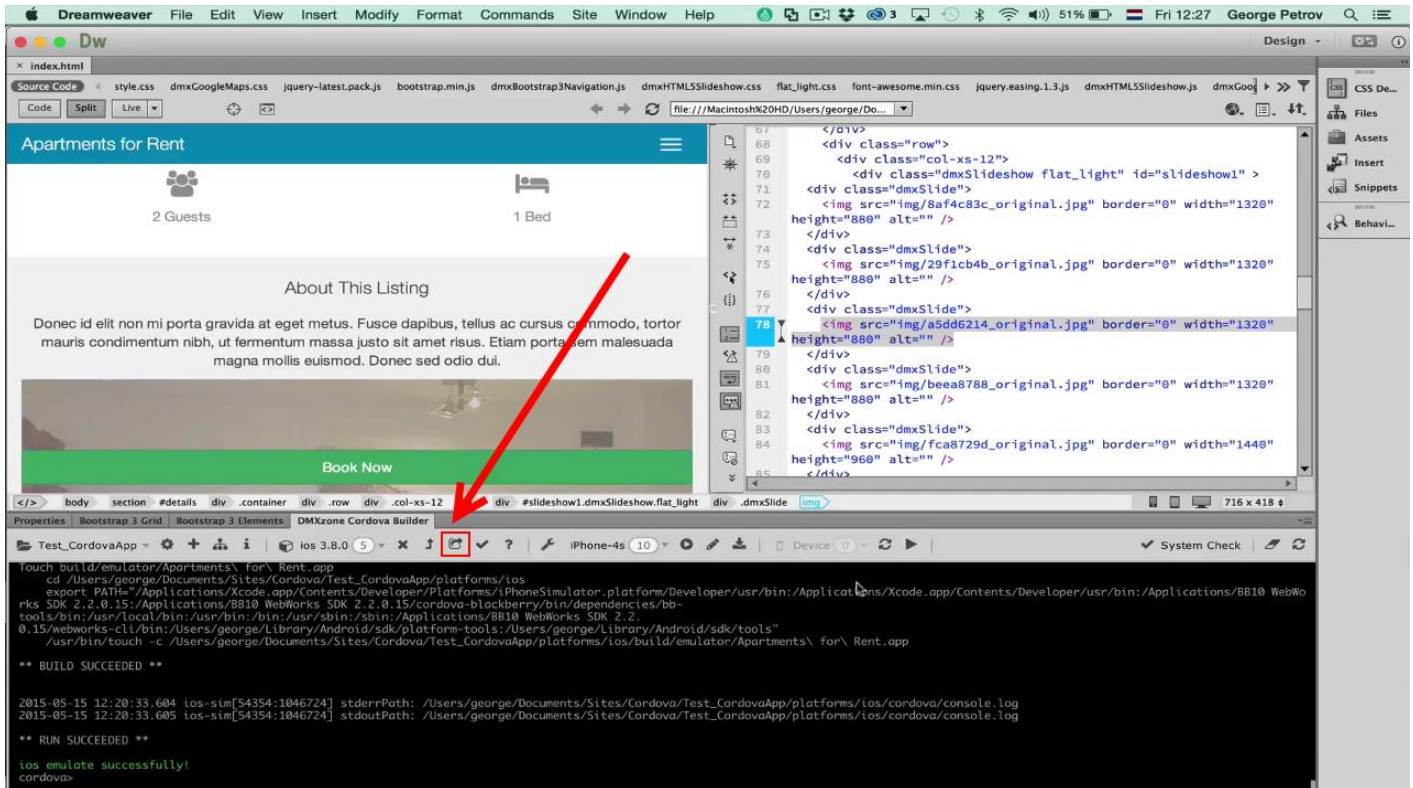 Dreamweaver File Edit View Insert Modify Format Commands Site Window Help 3 51% Fri 12:27 George Petrov
Dw Design
× index.html
Source Code style.css dmxGoogleMaps.css jquery-latest.pack.js bootstrap.min.js dmxBootstrap3Navigation.js dmxHTML5Slideshow.css flat_light.css font-awesome.min.css jquery.easing.1.3.js dmxHTML5Slideshow.js dmxGoog
Code Split Live file:///Macintosh%20HD/Users/george/Do...
CSS De...
Files
Assets
Insert
Snippets
Behavi...
Apartments for Rent
2 Guests 1 Bed
About This Listing
Donec id elit non mi porta gravida at eget metus. Fusce dapibus, tellus ac cursus commodo, tortor
mauris condimentum nibh, ut fermentum massa justo sit amet risus. Etiam porta sem malesuada
magna mollis euismod. Donec sed odio dui.
Book Now
67 </div>
68 <div class="row">
69 <div class="col-xs-12">
70 <div class="dmxSlideshow flat_light" id="slideshow1" >
71 <div class="dmxSlide">
72 <img src="img/8af4c83c_original.jpg" border="0" width="1320"
height="880" alt="" />
73 </div>
74 <div class="dmxSlide">
75 <img src="img/29f1cb4b_original.jpg" border="0" width="1320"
height="880" alt="" />
76 </div>
77 <div class="dmxSlide">
78 <img src="img/a5dd6214_original.jpg" border="0" width="1320"
height="880" alt="" />
79 </div>
80 <div class="dmxSlide">
81 <img src="img/beea8788_original.jpg" border="0" width="1320"
height="880" alt="" />
82 </div>
83 <div class="dmxSlide">
84 <img src="img/fca8729d_original.jpg" border="0" width="1440"
height="960" alt="" />
85 </div>
</> body section #details div .container div .row div .col-xs-12 div #slideshow1.dmxSlideshow.flat_light div .dmxSlide img 716 x 418
Properties Bootstrap 3 Grid Bootstrap 3 Elements DMXzone Cordova Builder
Test_CordovaApp i ios 3.8.0 5 ? iPhone-4s 10 Device 0 System Check
Touch build/emulator/Apartments\ for\ Rent.app
cd /Users/george/Documents/Sites/Cordova/Test_CordovaApp/platforms/ios
export PATH="/Applications/Xcode.app/Contents/Developer/Platforms/iPhoneSimulator.platform/Developer/usr/bin:/Applications/Xcode.app/Contents/Developer/usr/bin:/Applications/BB10 WebWo
rks SDK 2.2.0.15:/Applications/BB10 WebWorks SDK 2.2.0.15/cordova-blackberry/bin/dependencies/bb-
tools/bin:/usr/local/bin:/usr/bin:/bin:/usr/sbin:/sbin:/Applications/BB10 WebWorks SDK 2.2.
0.15/webworks-cli/bin:/Users/george/Library/Android/sdk/platform-tools:/Users/george/Library/Android/sdk/tools"
/usr/bin/touch -c /Users/george/Documents/Sites/Cordova/Test_CordovaApp/platforms/ios/build/emulator/Apartments\ for\ Rent.app
** BUILD SUCCEEDED **
2015-05-15 12:20:33.604 ios-sim[54354:1046724] stderrPath: /Users/george/Documents/Sites/Cordova/Test_CordovaApp/platforms/ios/cordova/console.log
2015-05-15 12:20:33.605 ios-sim[54354:1046724] stdoutPath: /Users/george/Documents/Sites/Cordova/Test_CordovaApp/platforms/ios/cordova/console.log
** RUN SUCCEEDED **
ios emulate successfully!
cordova>